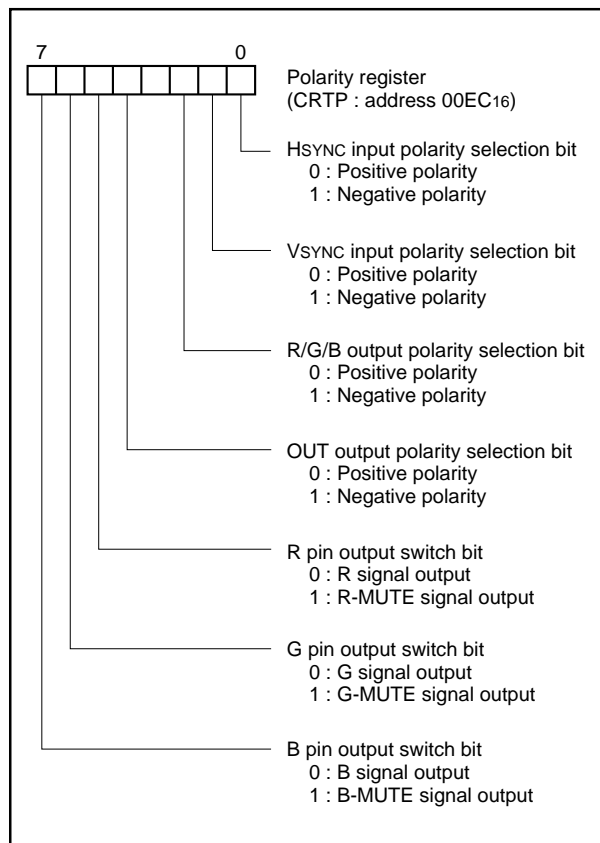 7 0
Polarity register
(CRTP : address 00EC16)
HSYNC input polarity selection bit
0 : Positive polarity
1 : Negative polarity
VSYNC input polarity selection bit
0 : Positive polarity
1 : Negative polarity
R/G/B output polarity selection bit
0 : Positive polarity
1 : Negative polarity
OUT output polarity selection bit
0 : Positive polarity
1 : Negative polarity
R pin output switch bit
0 : R signal output
1 : R-MUTE signal output
G pin output switch bit
0 : G signal output
1 : G-MUTE signal output
B pin output switch bit
0 : B signal output
1 : B-MUTE signal output